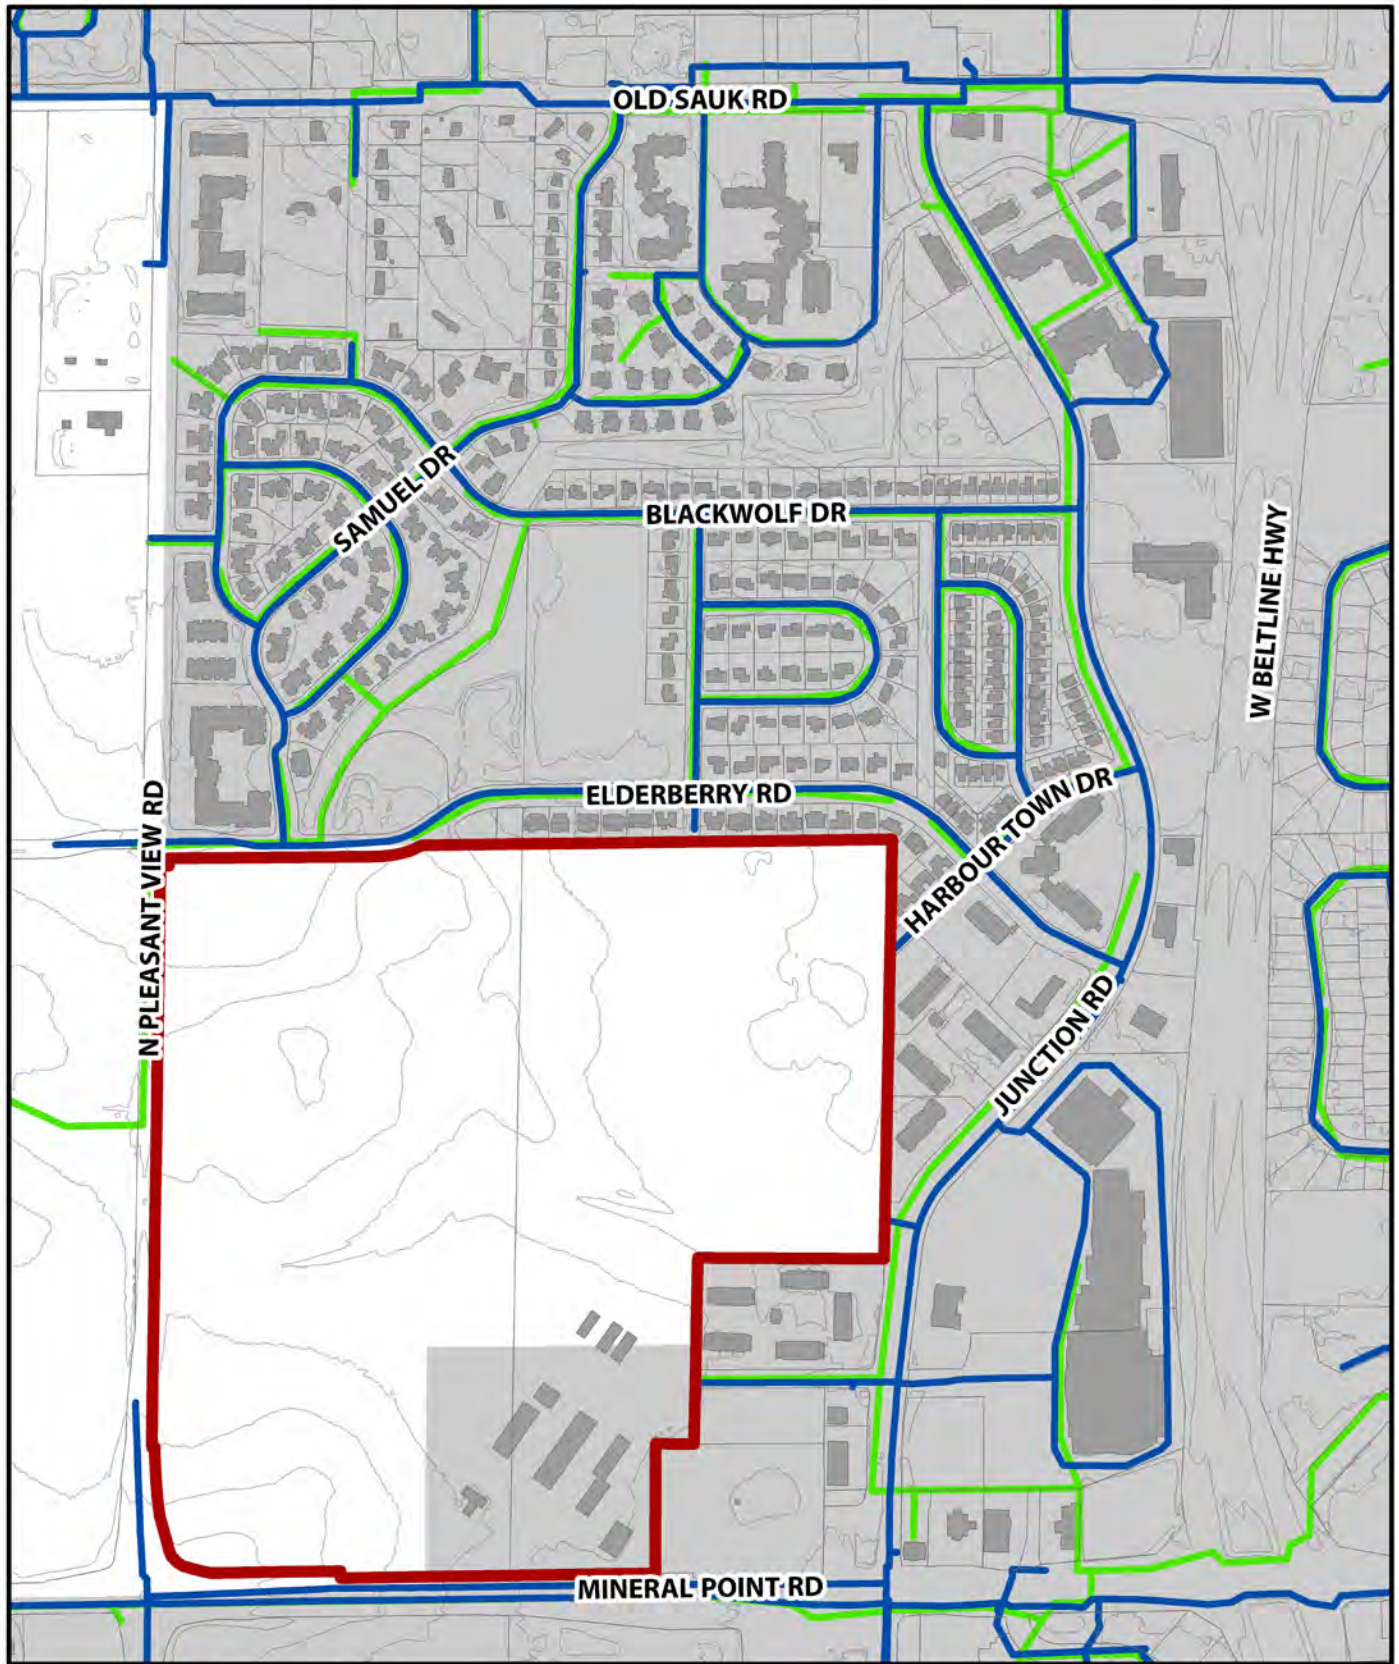 OLD SAUK RD
SAMUEL DR
BLACKWOLF DR
W BELTLINE HWY
ELDERBERRY RD
HARBOUR TOWN DR
N PLEASANT VIEW RD
JUNCTION RD
MINERAL POINT RD